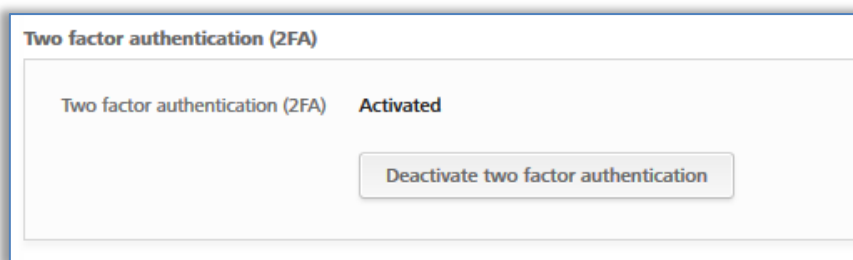 Two factor authentication (2FA)
Two factor authentication (2FA) Activated
Deactivate two factor authentication